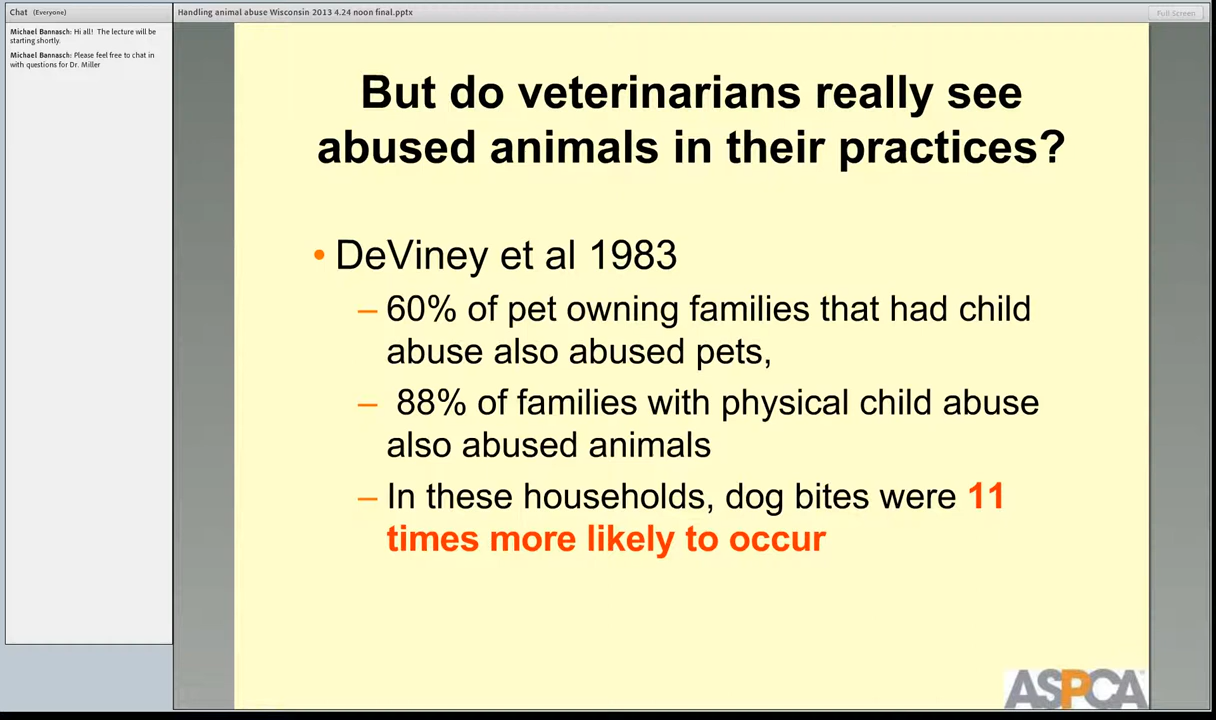 Chat (Everyone)
Handling animal abuse Wisconsin 2013 4.24 noon final.pptx
Full Screen
Michael Bannasch: Hi all!  The lecture will be
starting shortly.
Michael Bannasch: Please feel free to chat in
with questions for Dr. Miller
But do veterinarians really see
abused animals in their practices?
• DeViney et al 1983
– 60% of pet owning families that had child
abuse also abused pets,
– 88% of families with physical child abuse
also abused animals
– In these households, dog bites were 11
times more likely to occur
ASPCA